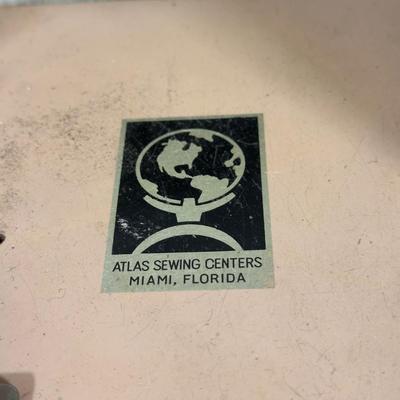 ATLAS SEWING CENTERS
MIAMI, FLORIDA